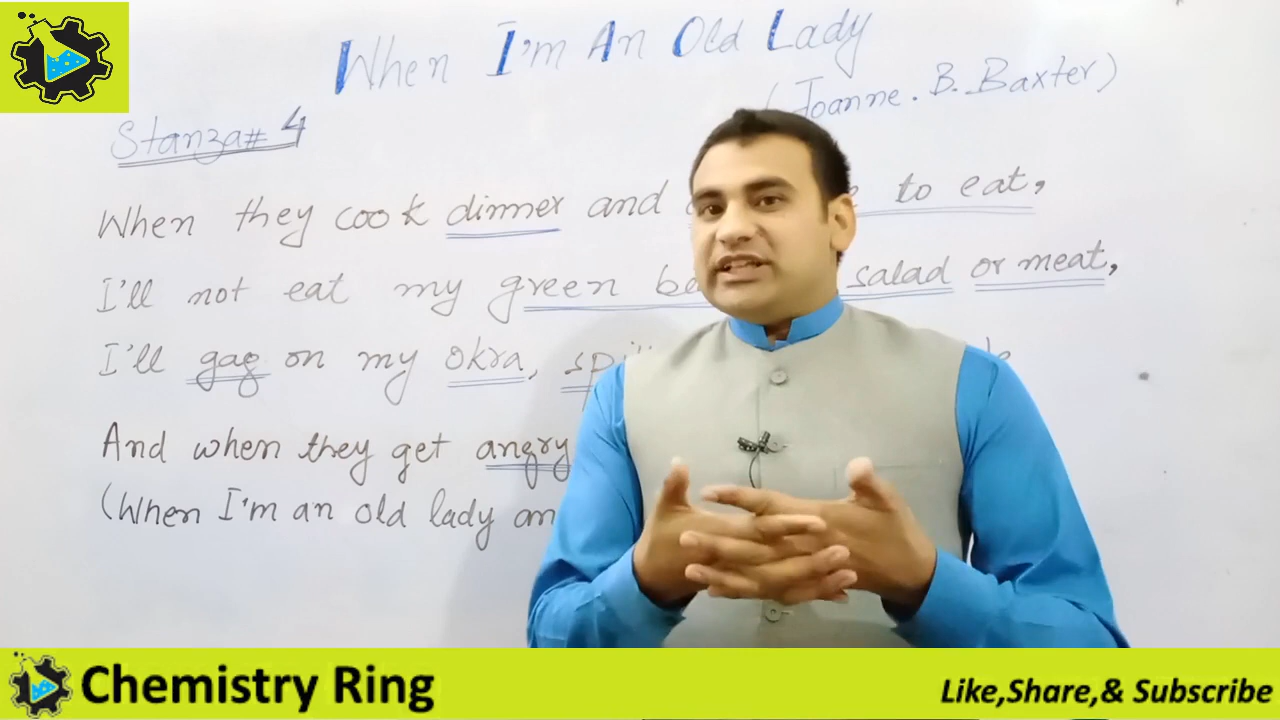 When I'm An Old Lady
(Joanne. B. Baxter)
Stanza# 4
When they cook dinner and to eat,
I'll not eat my green salad or meat,
I'll gag on my okra,
And when they get angry
(When I'm an old lady
Chemistry Ring
Like,Share,& Subscribe